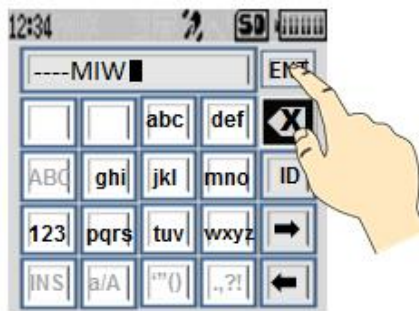 12:34 SD
----MIW ENT
abc def X
ABC ghi jkl mno ID
123 pqrs tuv wxyz →
INS a/A '"() .,?! ←